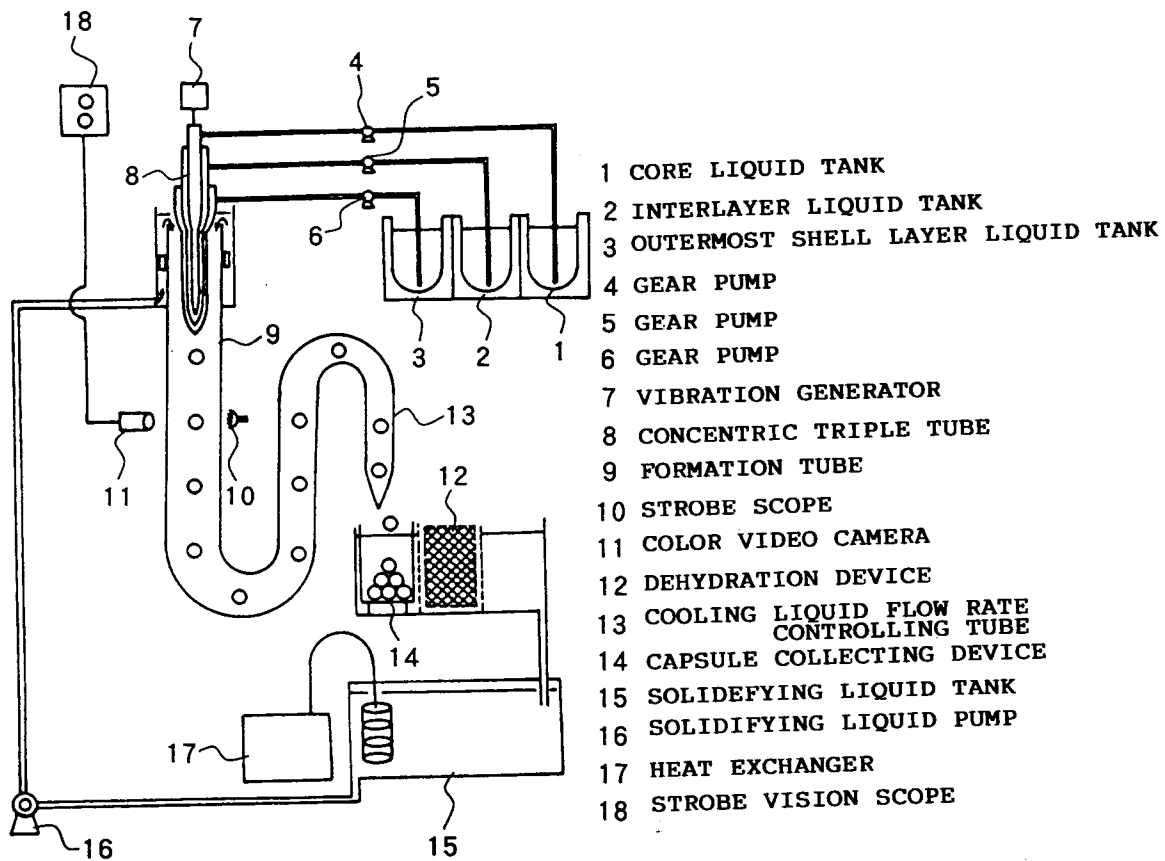 18
7
4
5
8
6
9
3
2
1
13
11
10
12
14
17
16
15
1 CORE LIQUID TANK
2 INTERLAYER LIQUID TANK
3 OUTERMOST SHELL LAYER LIQUID TANK
4 GEAR PUMP
5 GEAR PUMP
6 GEAR PUMP
7 VIBRATION GENERATOR
8 CONCENTRIC TRIPLE TUBE
9 FORMATION TUBE
10 STROBE SCOPE
11 COLOR VIDEO CAMERA
12 DEHYDRATION DEVICE
13 COOLING LIQUID FLOW RATE
CONTROLLING TUBE
14 CAPSULE COLLECTING DEVICE
15 SOLIDEFYING LIQUID TANK
16 SOLIDIFYING LIQUID PUMP
17 HEAT EXCHANGER
18 STROBE VISION SCOPE